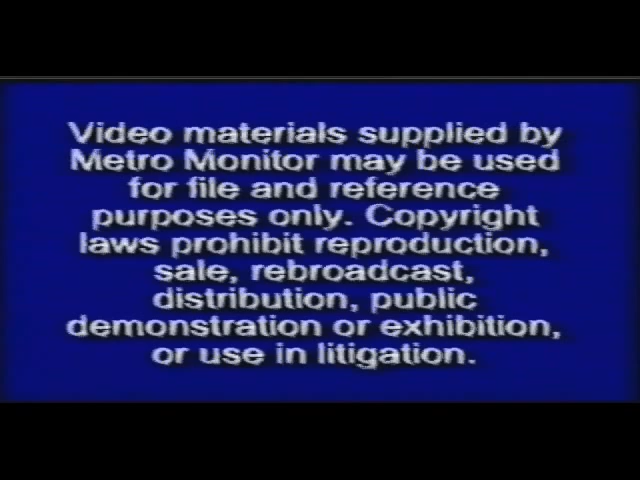 Video materials supplied by
Metro Monitor may be used
for file and reference
purposes only. Copyright
laws prohibit reproduction,
sale, rebroadcast,
distribution, public
demonstration or exhibition,
or use in litigation.